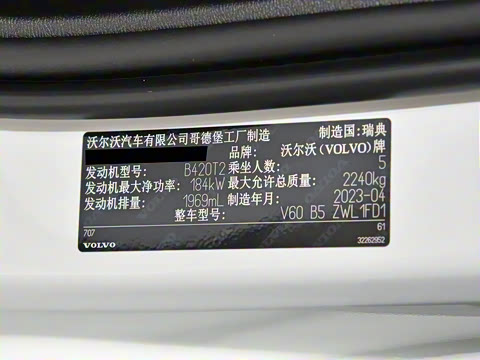 沃尔沃汽车有限公司哥德堡工厂制造 制造国:瑞典
品牌: 沃尔沃(VOLVO)牌
发动机型号: B420T2 乘坐人数: 5
发动机最大净功率: 184kW 最大允许总质量: 2240kg
发动机排量: 1969mL 制造年月: 2023-04
整车型号: V60 B5 ZWL1FD1
707 61
VOLVO 32262952